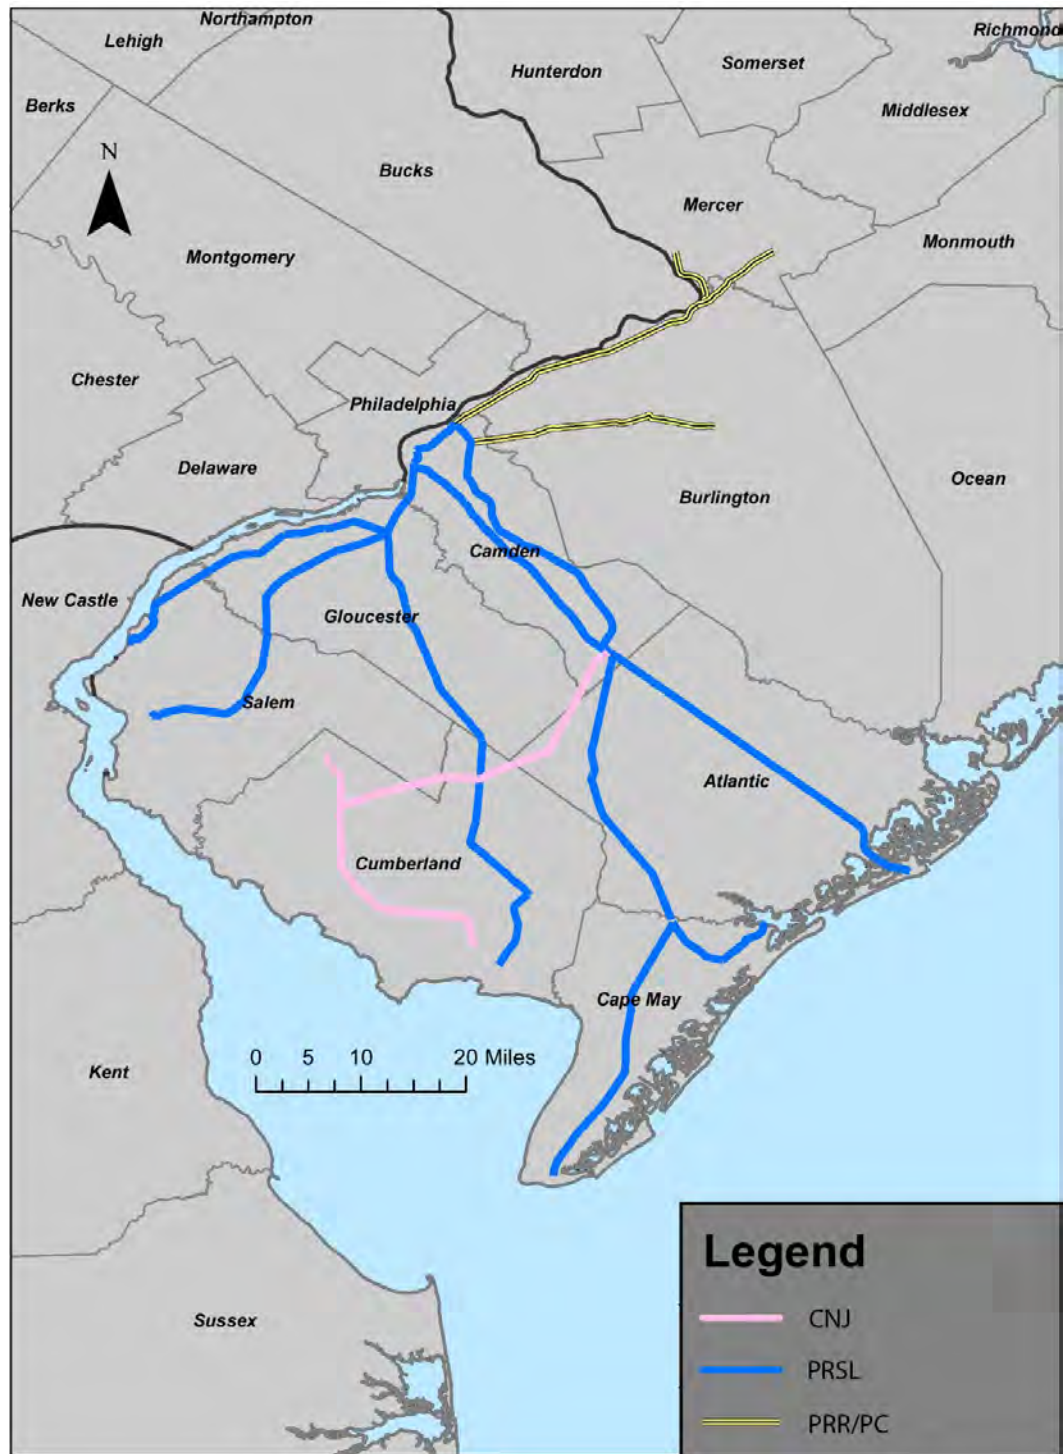 Northampton
Richmond
Lehigh
Somerset
Hunterdon
Berks
Middlesex
N
Bucks
Mercer
Monmouth
Montgomery
Chester
Philadelphia
Delaware
Ocean
Burlington
Camden
New Castle
Gloucester
Salem
Atlantic
Cumberland
Cape May
0 5 10 20 Miles
Kent
Legend
CNJ
Sussex
PRSL
PRR/PC